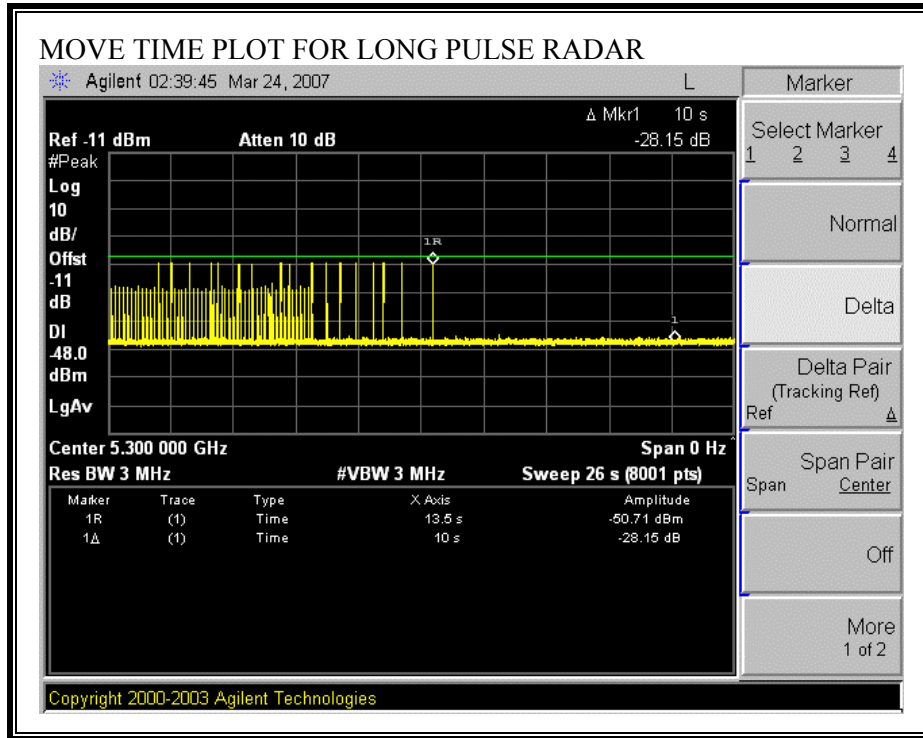 MOVE TIME PLOT FOR LONG PULSE RADAR
Agilent 02:39:45 Mar 24, 2007 L
Δ Mkr1 10 s
Ref -11 dBm Atten 10 dB -28.15 dB
#Peak
Log
10
dB/
Offst
-11
dB
DI
-48.0
dBm
LgAv
1R
1
Center 5.300 000 GHz Span 0 Hz
Res BW 3 MHz #VBW 3 MHz Sweep 26 s (8001 pts)
Marker Trace Type X Axis Amplitude
1R (1) Time 13.5 s -50.71 dBm
1Δ (1) Time 10 s -28.15 dB
Marker
Select Marker
1 2 3 4
Normal
Delta
Delta Pair
(Tracking Ref)
Ref Δ
Span Pair
Span Center
Off
More
1 of 2
Copyright 2000-2003 Agilent Technologies